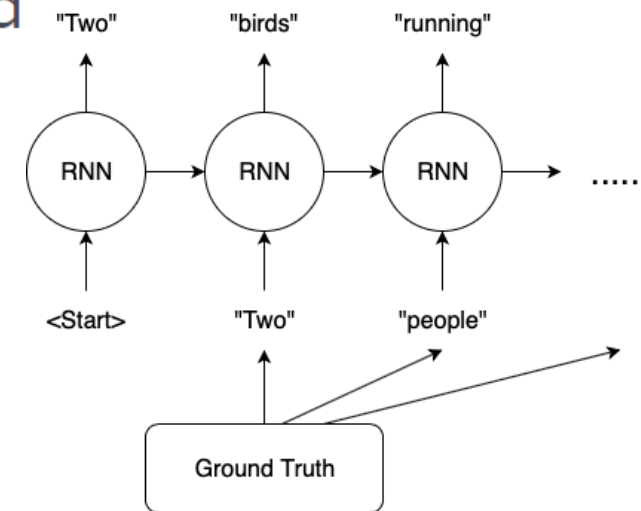 "Two" "birds" "running"
RNN RNN RNN .....
<Start> "Two" "people"
Ground Truth